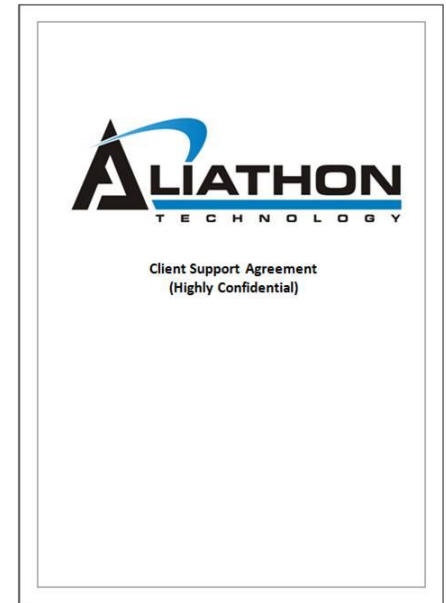 ALIATHON
TECHNOLOGY
Client Support Agreement
(Highly Confidential)